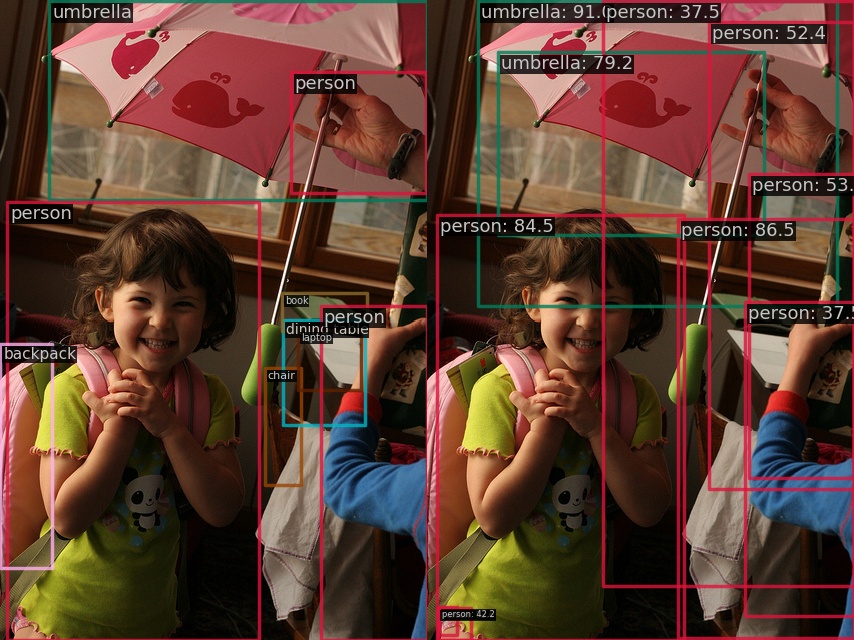 umbrella
person
person
book
person
dining table
laptop
backpack
chair
umbrella: 91.
person: 37.5
person: 52.4
umbrella: 79.2
person: 53.
person: 84.5
person: 86.5
person: 37.5
person: 42.2